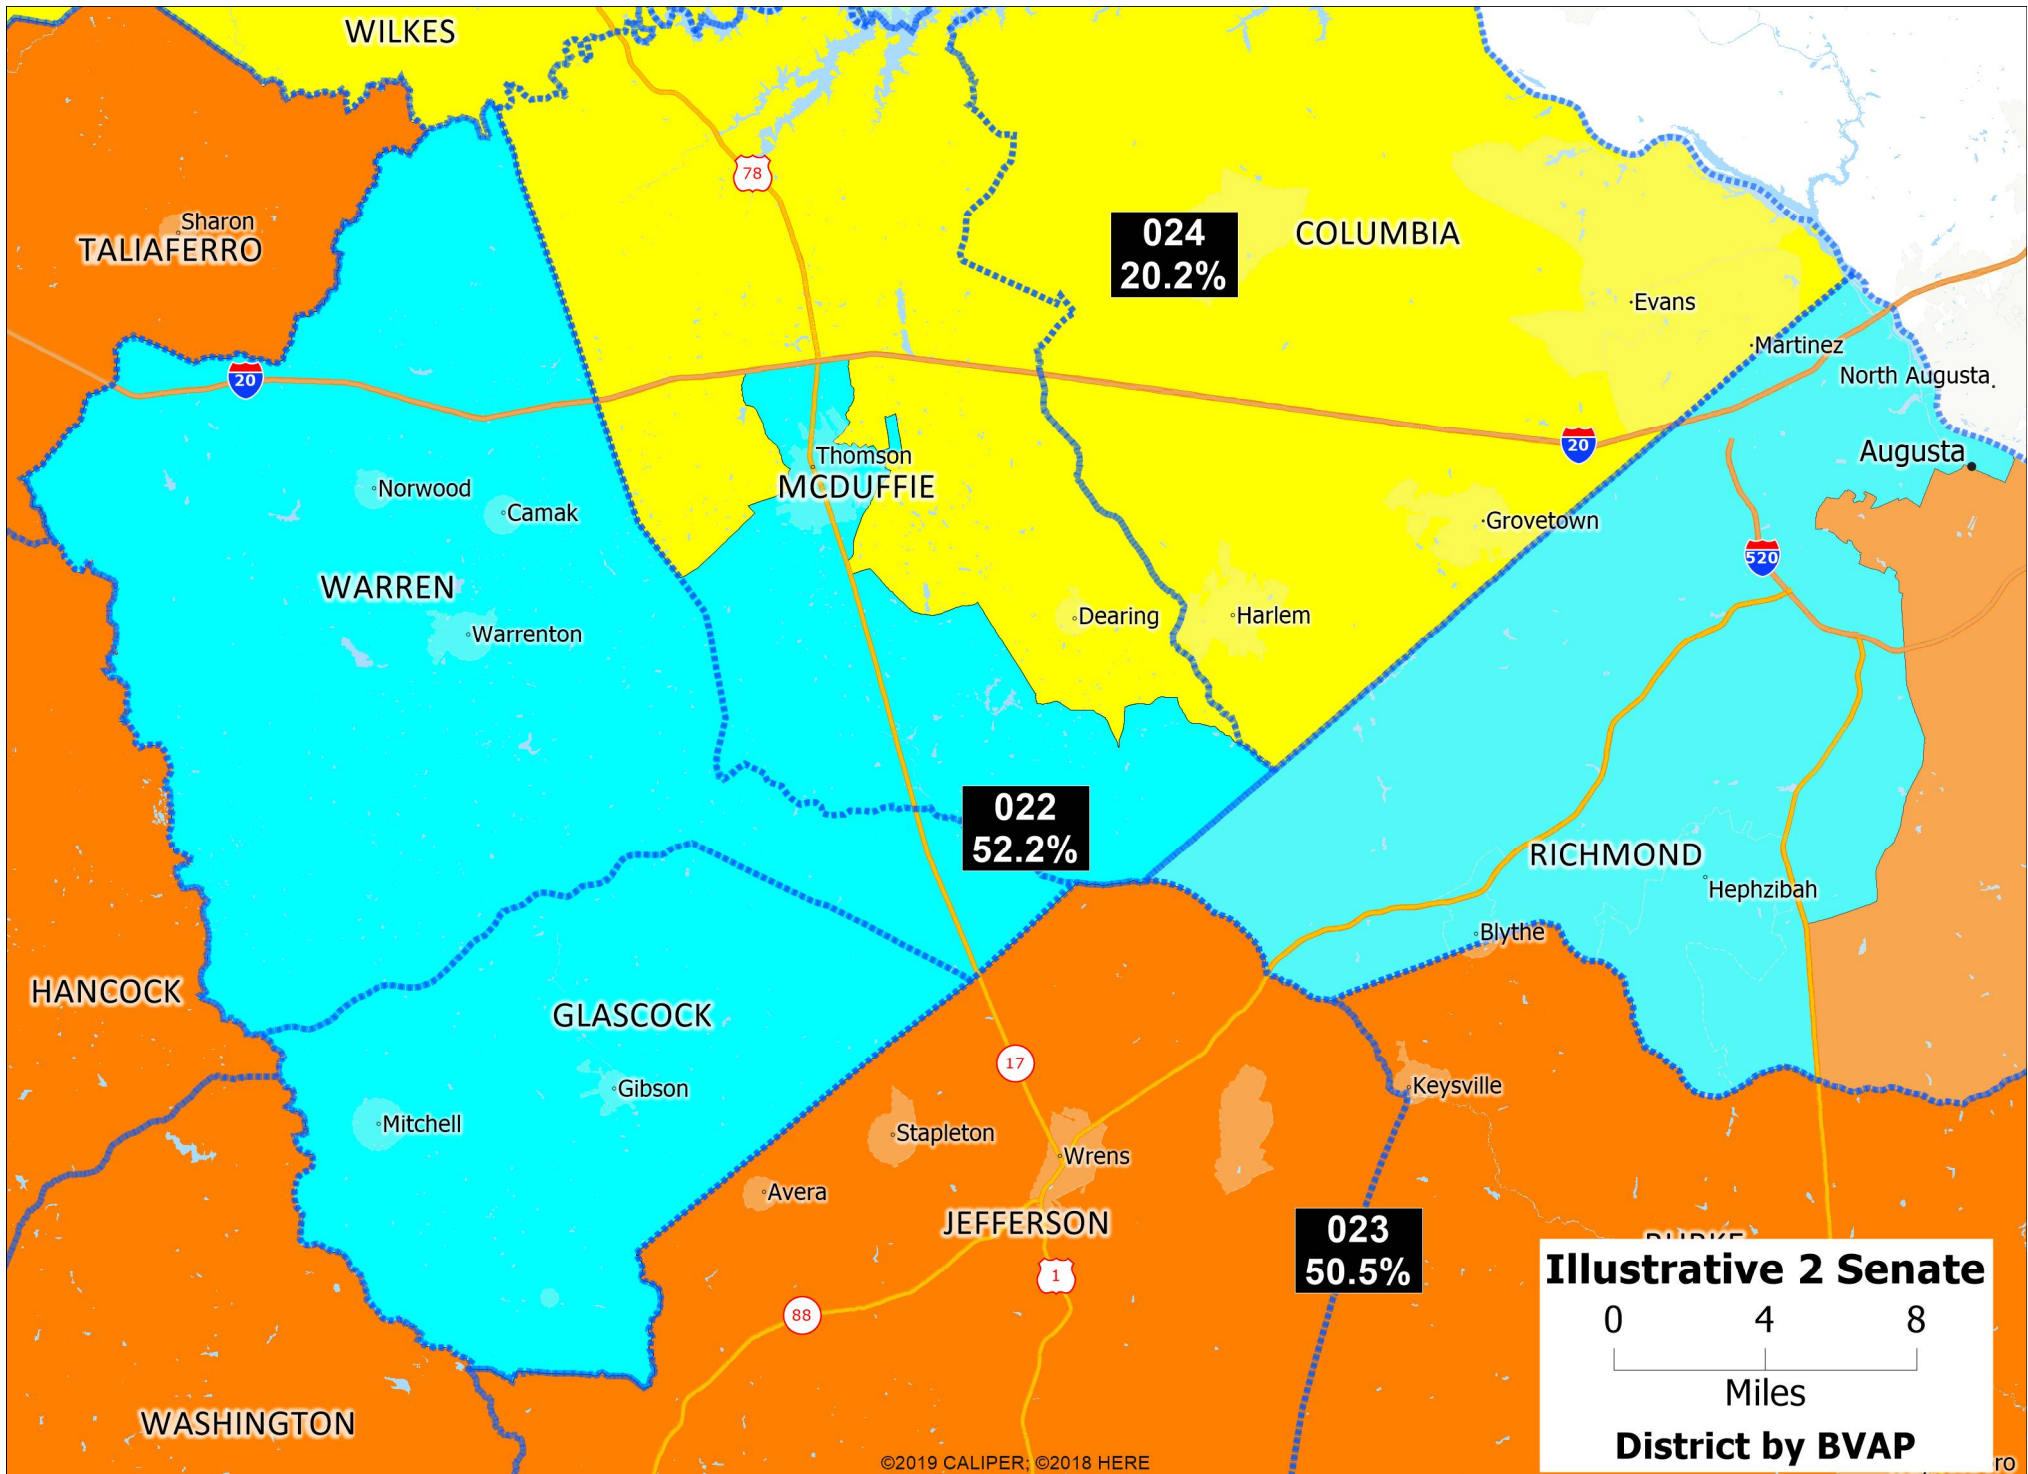 WILKES
78
Sharon
TALIAFERRO
024
20.2%
COLUMBIA
Evans
Martinez
North Augusta
20
20
Augusta
Thomson
MCDUFFIE
Norwood
Camak
Grovetown
520
WARREN
Warrenton
Dearing
Harlem
022
52.2%
RICHMOND
Hephzibah
Blythe
HANCOCK
GLASCOCK
17
Gibson
Keysville
Mitchell
Stapleton
Wrens
Avera
JEFFERSON
023
50.5%
1
88
Illustrative 2 Senate
0 4 8
Miles
District by BVAP
WASHINGTON
©2019 CALIPER; ©2018 HERE